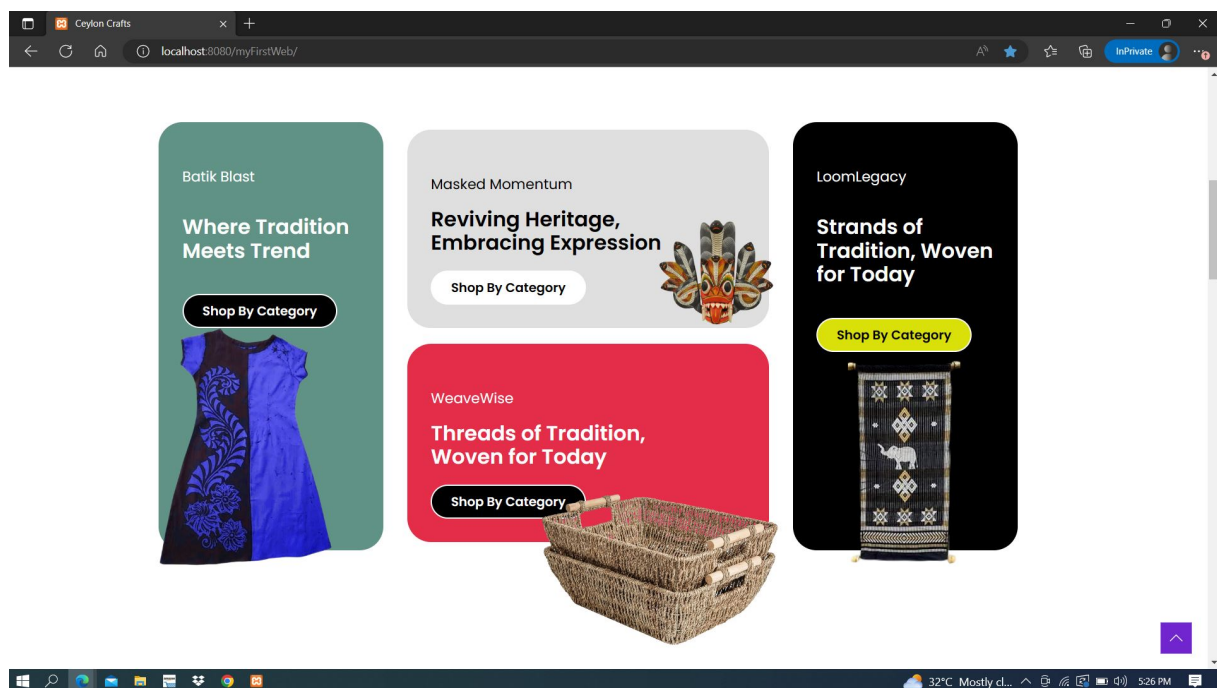 Ceylon Crafts
localhost:8080/myFirstWeb/
InPrivate
Batik Blast
Where Tradition
Meets Trend
Shop By Category
Masked Momentum
Reviving Heritage,
Embracing Expression
Shop By Category
WeaveWise
Threads of Tradition,
Woven for Today
Shop By Category
LoomLegacy
Strands of
Tradition, Woven
for Today
Shop By Category
32°C Mostly cl...
5:26 PM